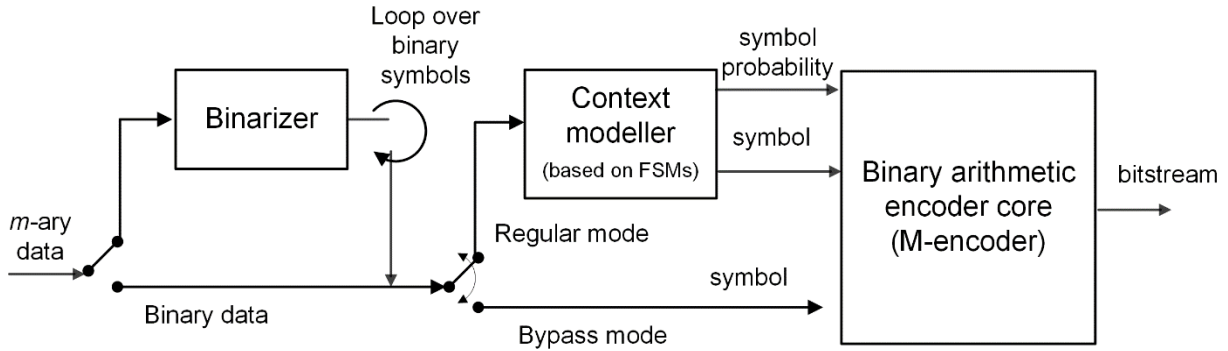 Loop over
binary
symbols
Binarizer
m-ary
data
Binary data
Context
modeller
(based on FSMs)
Regular mode
Bypass mode
symbol
probability
symbol
symbol
Binary arithmetic
encoder core
(M-encoder)
bitstream